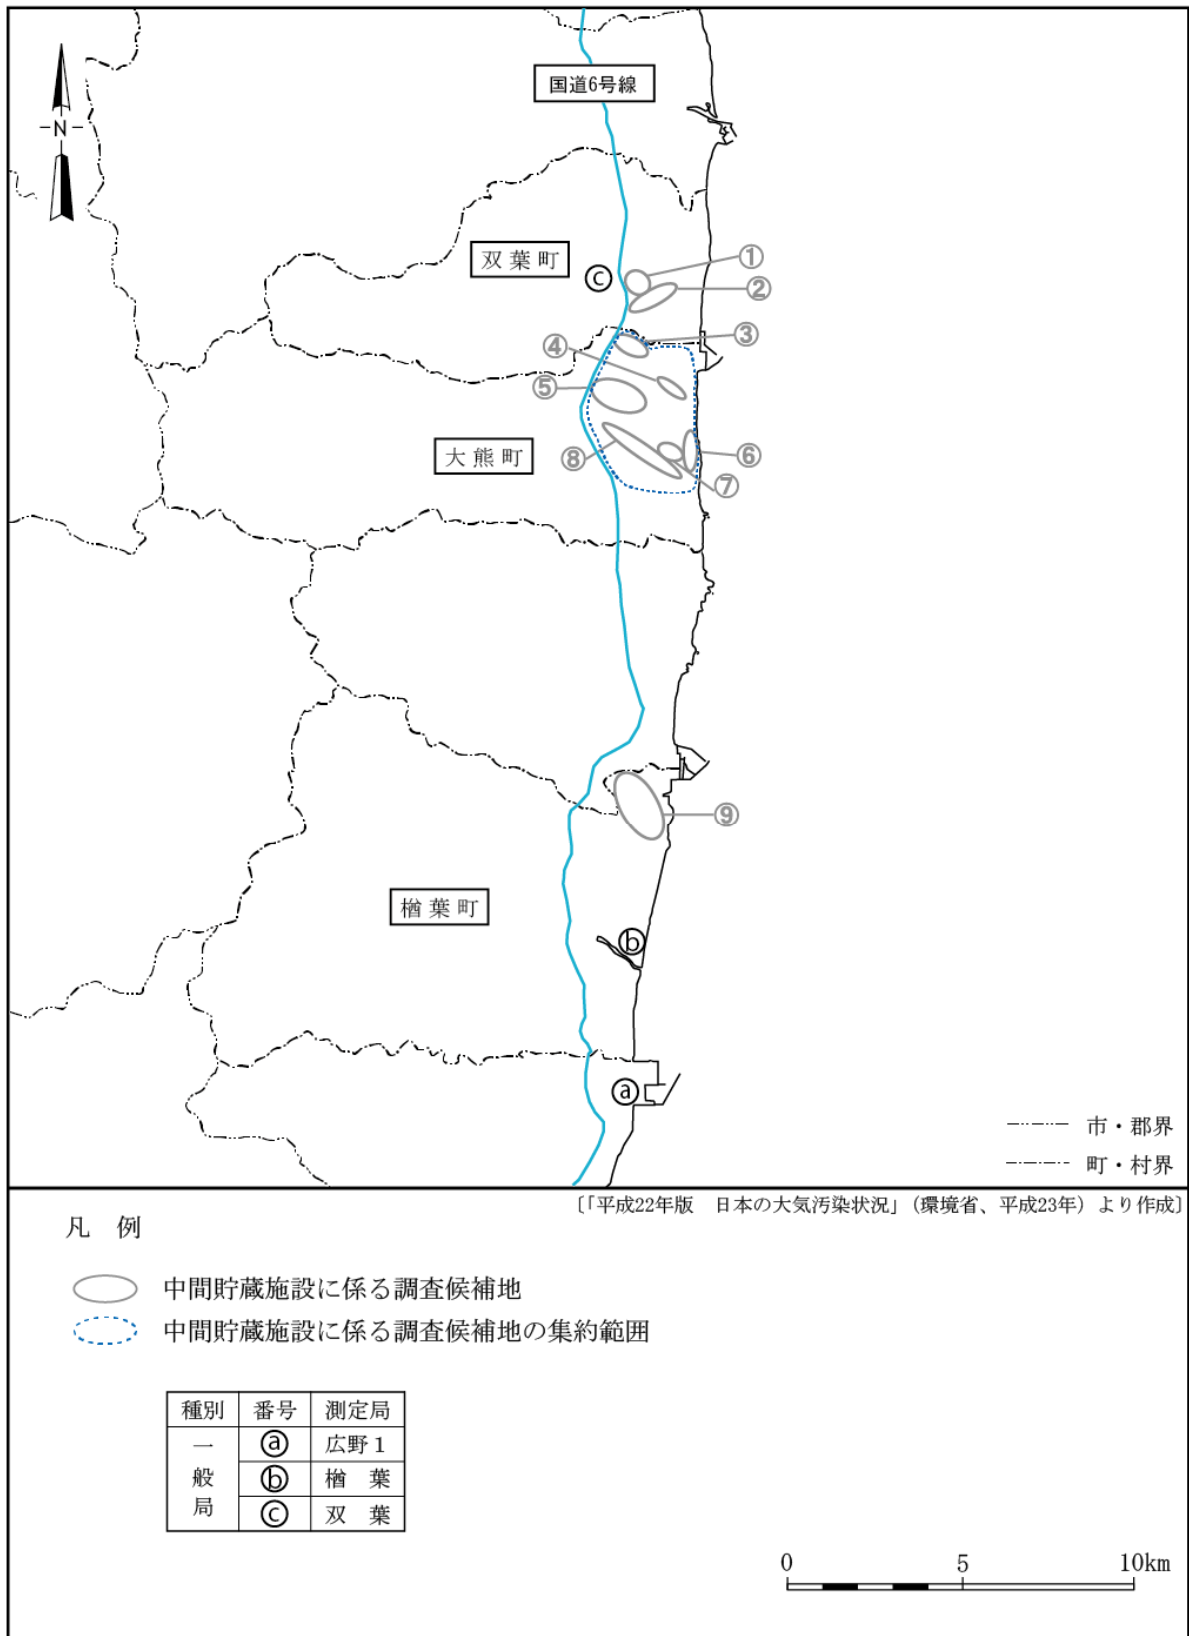 国道6号線
N
双葉町
ⓒ
①
②
③
④
⑤
大熊町
⑧
⑥
⑦
⑨
楢葉町
ⓑ
ⓐ
市・郡界
町・村界
〔「平成22年版　日本の大気汚染状況」（環境省、平成23年）より作成〕
凡　例
中間貯蔵施設に係る調査候補地
中間貯蔵施設に係る調査候補地の集約範囲
種別 番号 測定局
一般局 ⓐ 広野1
ⓑ 楢　葉
ⓒ 双　葉
0 5 10km